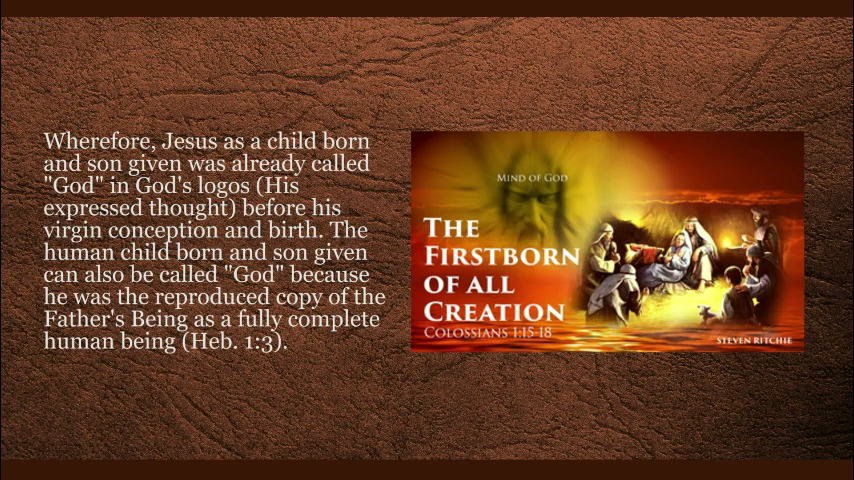 Wherefore, Jesus as a child born
and son given was already called
"God" in God's logos (His
expressed thought) before his
virgin conception and birth. The
human child born and son given
can also be called "God" because
he was the reproduced copy of the
Father's Being as a fully complete
human being (Heb. 1:3).
MIND OF GOD
THE
FIRSTBORN
OF ALL
CREATION
COLOSSIANS 1:15-18
STEVEN RITCHIE